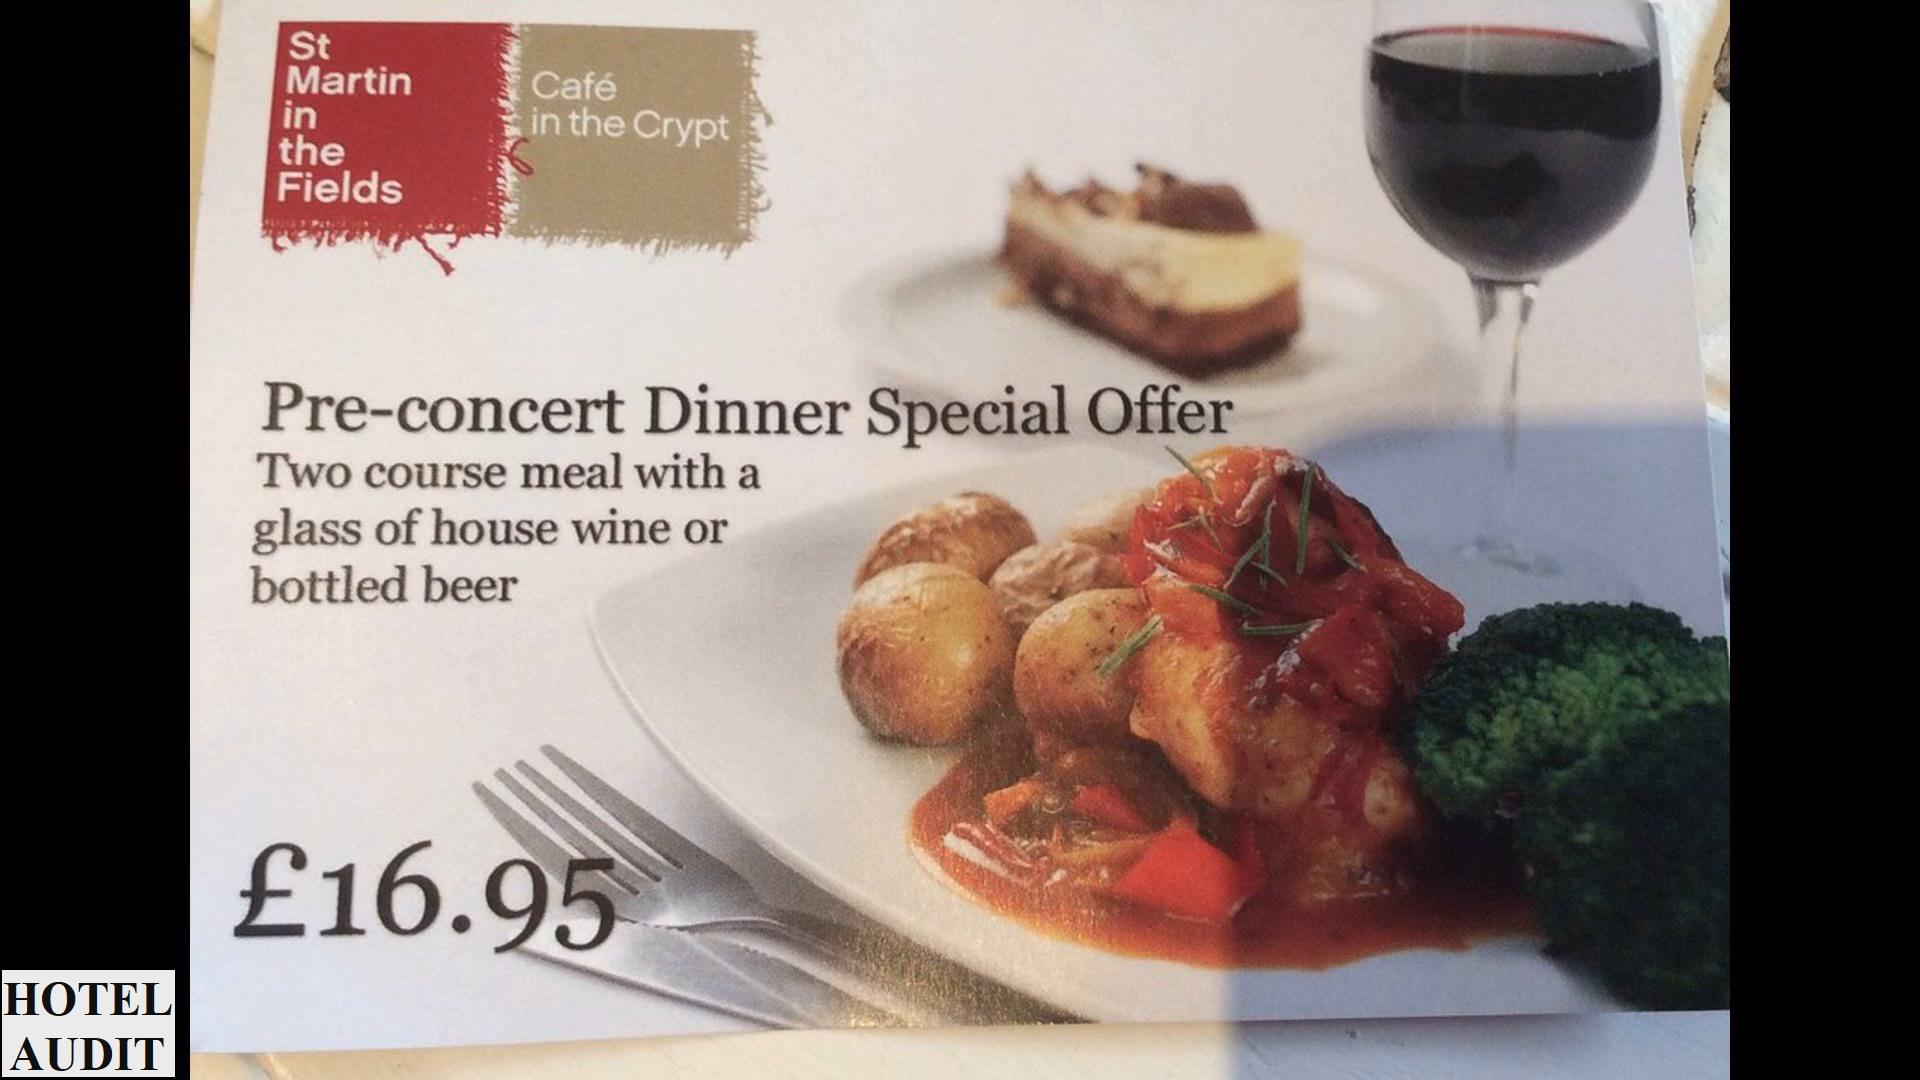 St
Martin
in
the
Fields
Café
in the Crypt
Pre-concert Dinner Special Offer
Two course meal with a
glass of house wine or
bottled beer
£16.95
HOTEL
AUDIT